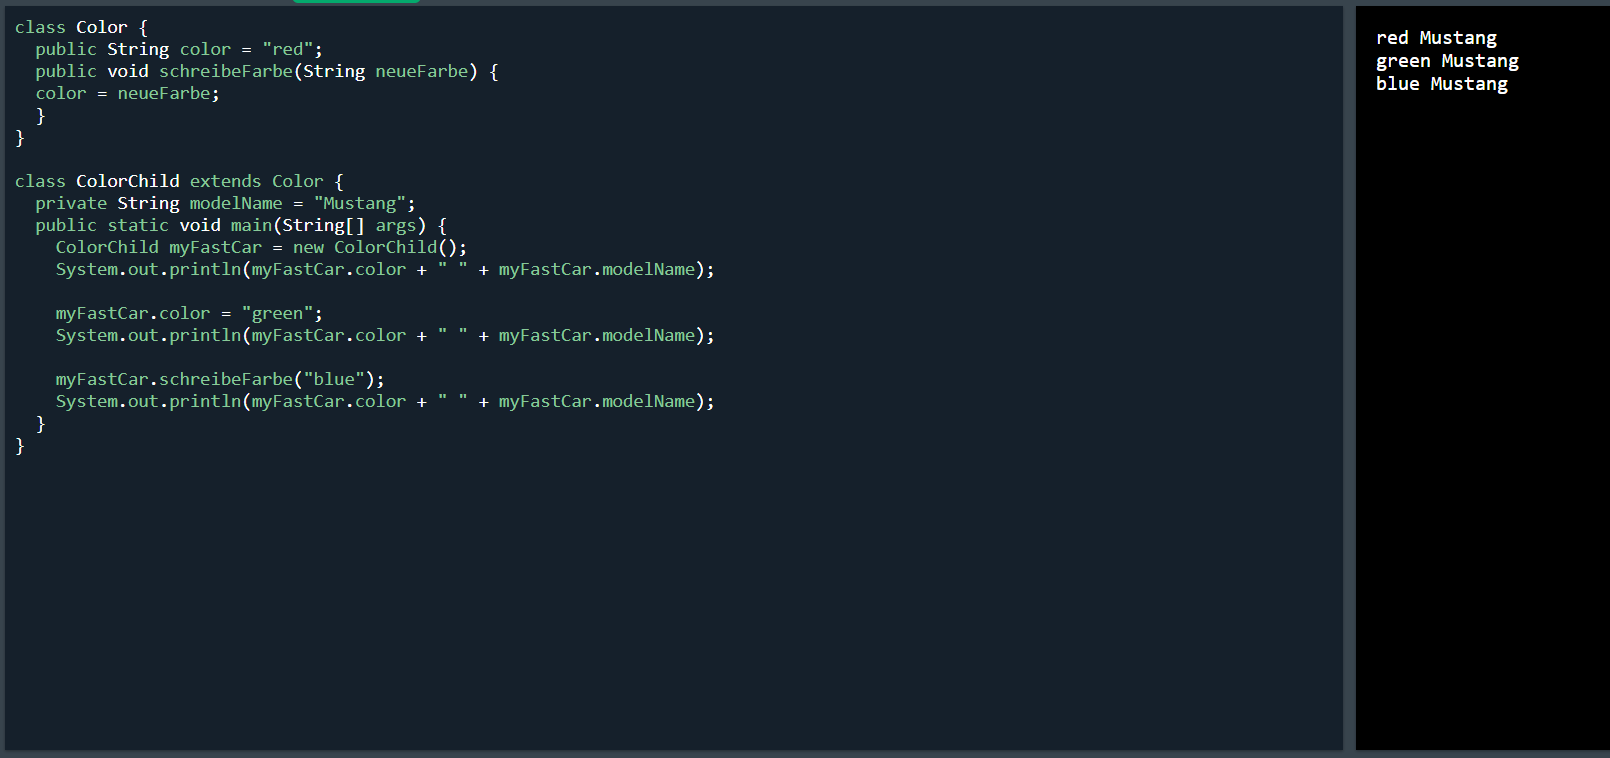 class Color {
  public String color = "red";
  public void schreibeFarbe(String neueFarbe) {
  color = neueFarbe;
  }
}

class ColorChild extends Color {
  private String modelName = "Mustang";
  public static void main(String[] args) {
    ColorChild myFastCar = new ColorChild();
    System.out.println(myFastCar.color + " " + myFastCar.modelName);

    myFastCar.color = "green";
    System.out.println(myFastCar.color + " " + myFastCar.modelName);

    myFastCar.schreibeFarbe("blue");
    System.out.println(myFastCar.color + " " + myFastCar.modelName);
  }
}
red Mustang
green Mustang
blue Mustang